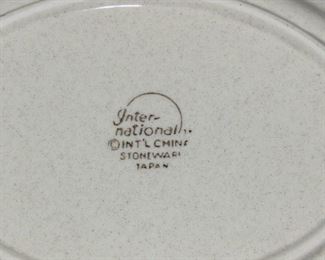 Inter-
national
© INT'L CHINA
STONEWARE
JAPAN